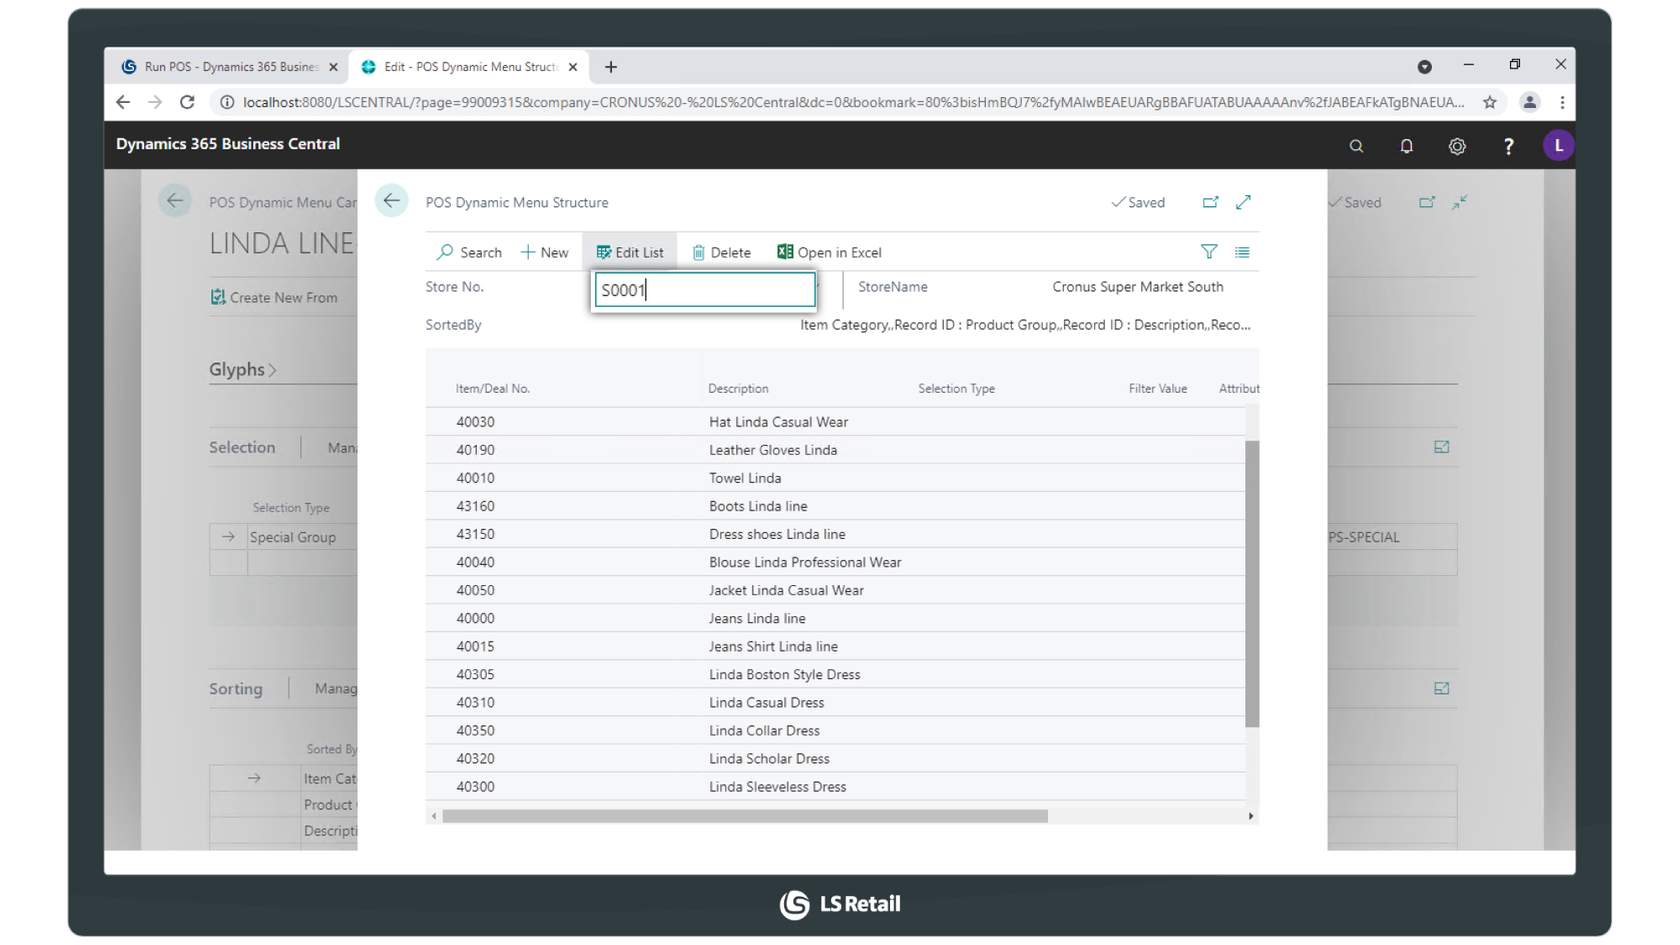 Run POS - Dynamics 365 Busines
Edit - POS Dynamic Menu Struct
localhost:8080/LSCENTRAL/?page=99009315&company=CRONUS%20-%20LS%20Central&dc=0&bookmark=80%3bisHmBQJ7%2fyMAIwBEAEUARgBBAFUATABUAAAAAnv%2fJABEAFkATgBNAEUA...
Dynamics 365 Business Central
L
POS Dynamic Menu Car
LINDA LINE
Create New From
Glyphs
Selection
Mana
Selection Type
Special Group
Sorting
Manag
Sorted By
Item Cat
Product
Descripti
POS Dynamic Menu Structure
Saved
Search
New
Edit List
Delete
Open in Excel
Store No.
S0001
StoreName
Cronus Super Market South
SortedBy
Item Category,,Record ID : Product Group,,Record ID : Description,,Reco...
Item/Deal No. Description Selection Type Filter Value Attribut
40030 Hat Linda Casual Wear
40190 Leather Gloves Linda
40010 Towel Linda
43160 Boots Linda line
43150 Dress shoes Linda line
40040 Blouse Linda Professional Wear
40050 Jacket Linda Casual Wear
40000 Jeans Linda line
40015 Jeans Shirt Linda line
40305 Linda Boston Style Dress
40310 Linda Casual Dress
40350 Linda Collar Dress
40320 Linda Scholar Dress
40300 Linda Sleeveless Dress
Saved
PS-SPECIAL
LS Retail